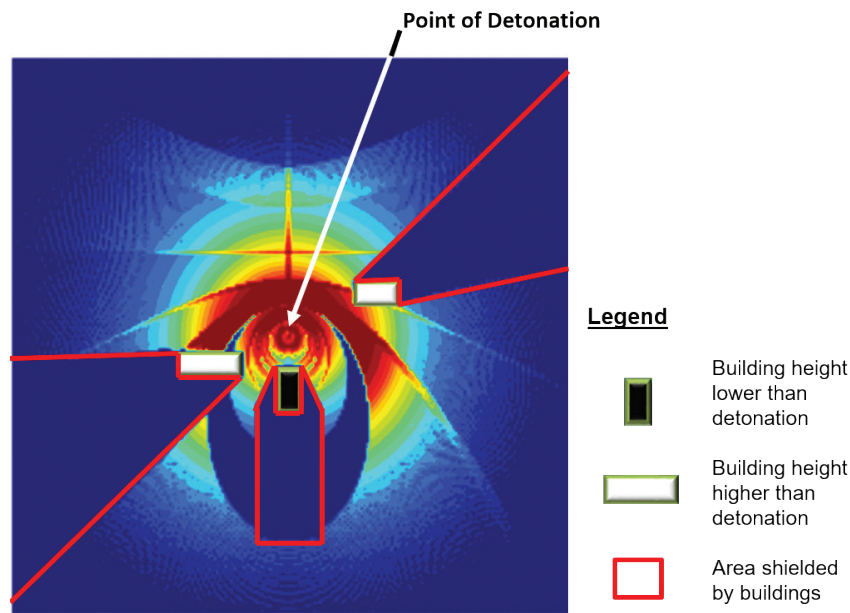 Point of Detonation
Legend
Building height
lower than
detonation
Building height
higher than
detonation
Area shielded
by buildings